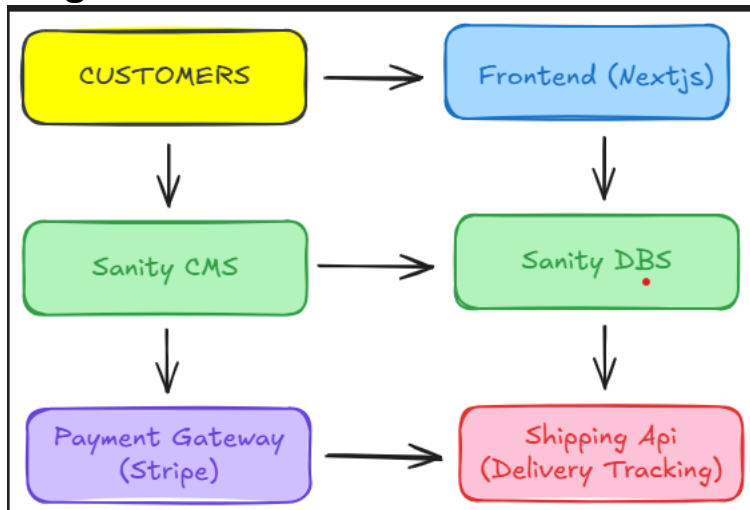 CUSTOMERS
Frontend (Nextjs)
Sanity CMS
Sanity DBS
Payment Gateway
(Stripe)
Shipping Api
(Delivery Tracking)